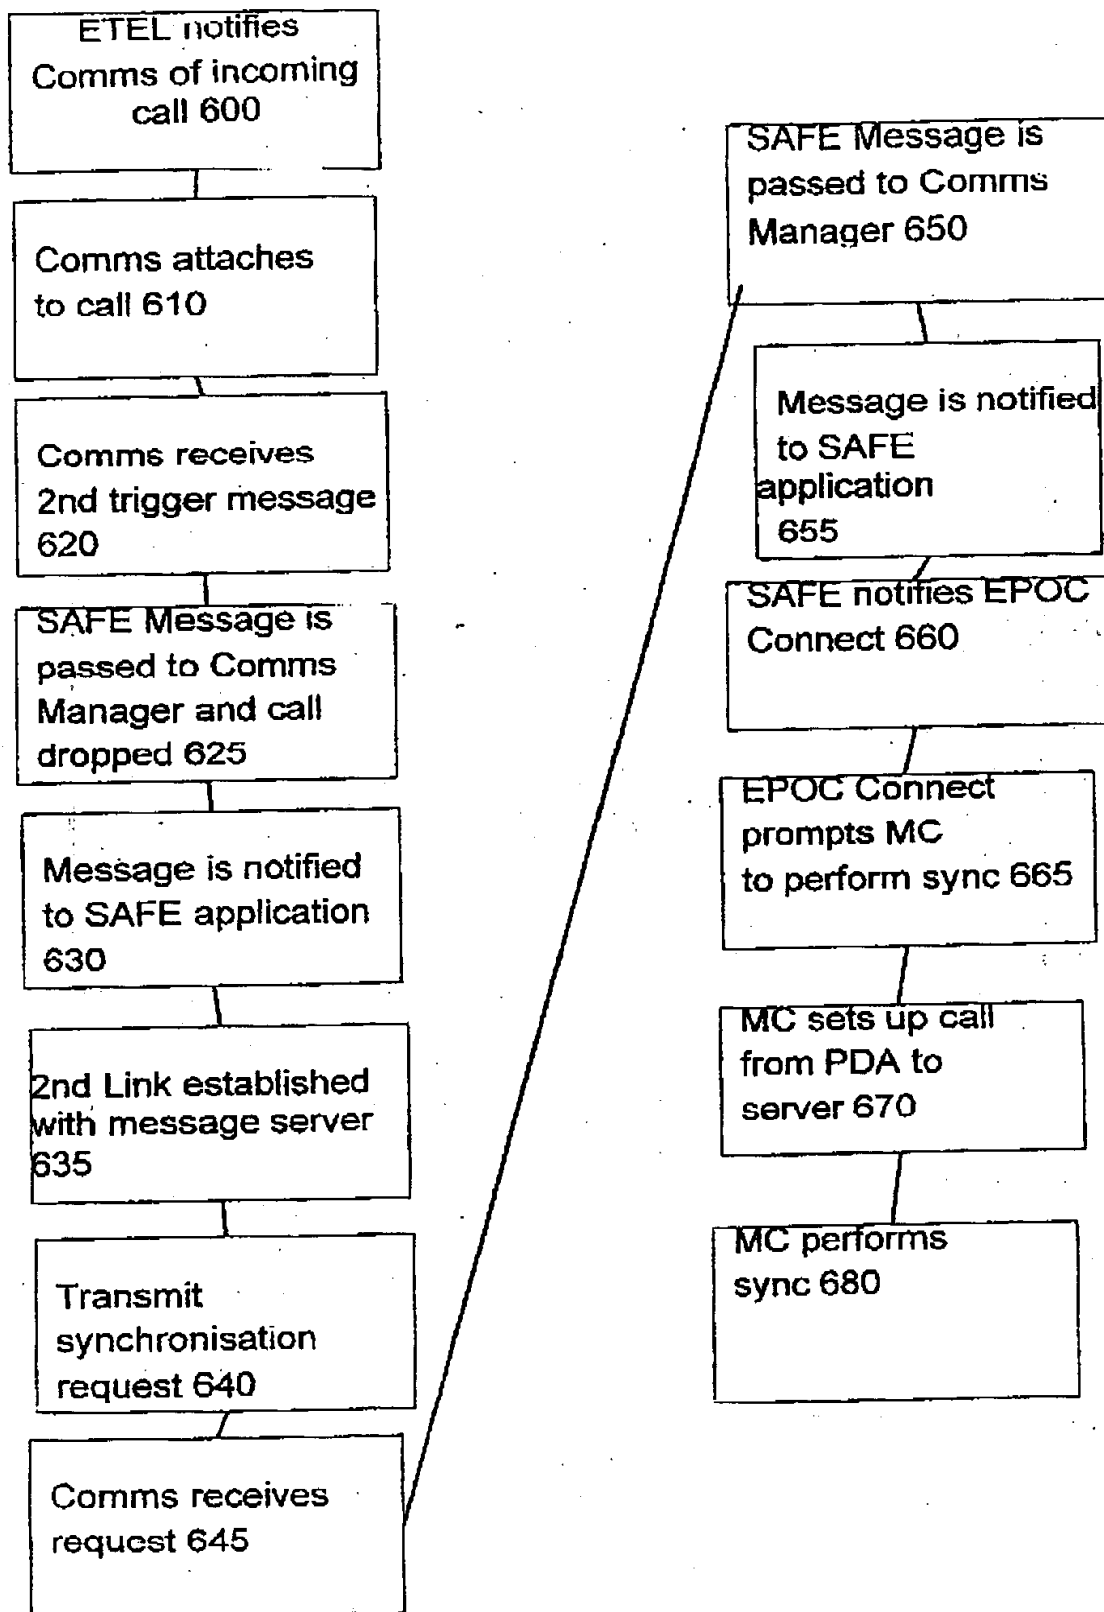 ETEL notifies
Comms of incoming
call 600
Comms attaches
to call 610
Comms receives
2nd trigger message
620
SAFE Message is
passed to Comms
Manager and call
dropped 625
Message is notified
to SAFE application
630
2nd Link established
with message server
635
Transmit
synchronisation
request 640
Comms receives
request 645
SAFE Message is
passed to Comms
Manager 650
Message is notified
to SAFE
application
655
SAFE notifies EPOC
Connect 660
EPOC Connect
prompts MC
to perform sync 665
MC sets up call
from PDA to
server 670
MC performs
sync 680